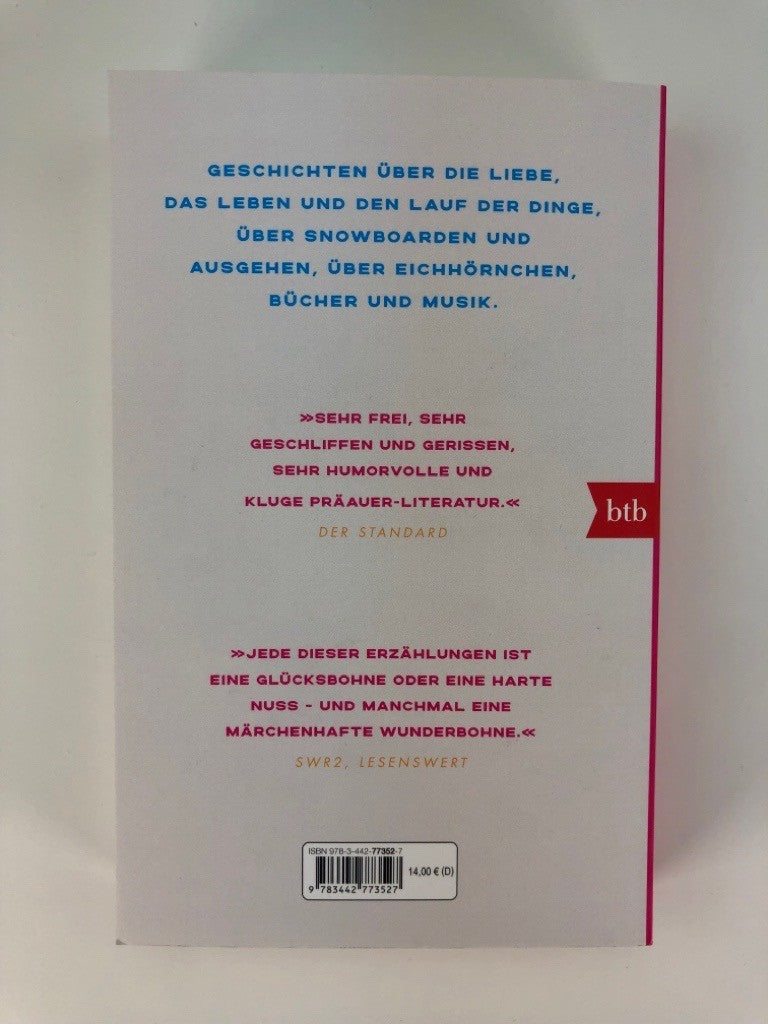 GESCHICHTEN ÜBER DIE LIEBE,
DAS LEBEN UND DEN LAUF DER DINGE,
ÜBER SNOWBOARDEN UND
AUSGEHEN, ÜBER EICHHÖRNCHEN,
BÜCHER UND MUSIK.
»SEHR FREI, SEHR
GESCHLIFFEN UND GERISSEN,
SEHR HUMORVOLLE UND
KLUGE PRÄAUER-LITERATUR.«
DER STANDARD
btb
»JEDE DIESER ERZÄHLUNGEN IST
EINE GLÜCKSBOHNE ODER EINE HARTE
NUSS – UND MANCHMAL EINE
MÄRCHENHAFTE WUNDERBOHNE.«
SWR2, LESENSWERT
ISBN 978-3-442-77352-7
14,00 € (D)
9 783442 773527